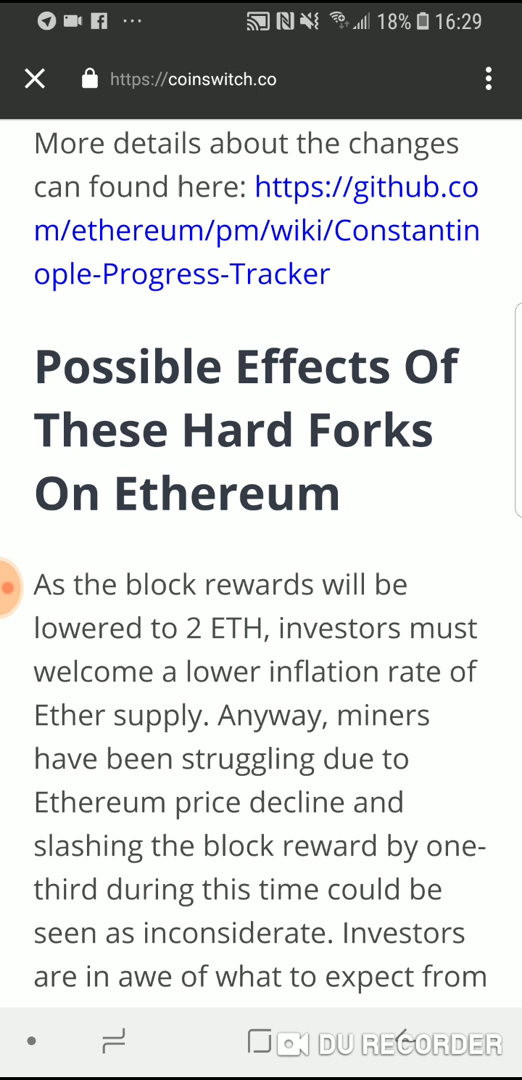 18% 16:29
https://coinswitch.co
More details about the changes
can found here: https://github.co
m/ethereum/pm/wiki/Constantin
ople-Progress-Tracker
Possible Effects Of
These Hard Forks
On Ethereum
As the block rewards will be
lowered to 2 ETH, investors must
welcome a lower inflation rate of
Ether supply. Anyway, miners
have been struggling due to
Ethereum price decline and
slashing the block reward by one-
third during this time could be
seen as inconsiderate. Investors
are in awe of what to expect from
DU RECORDER